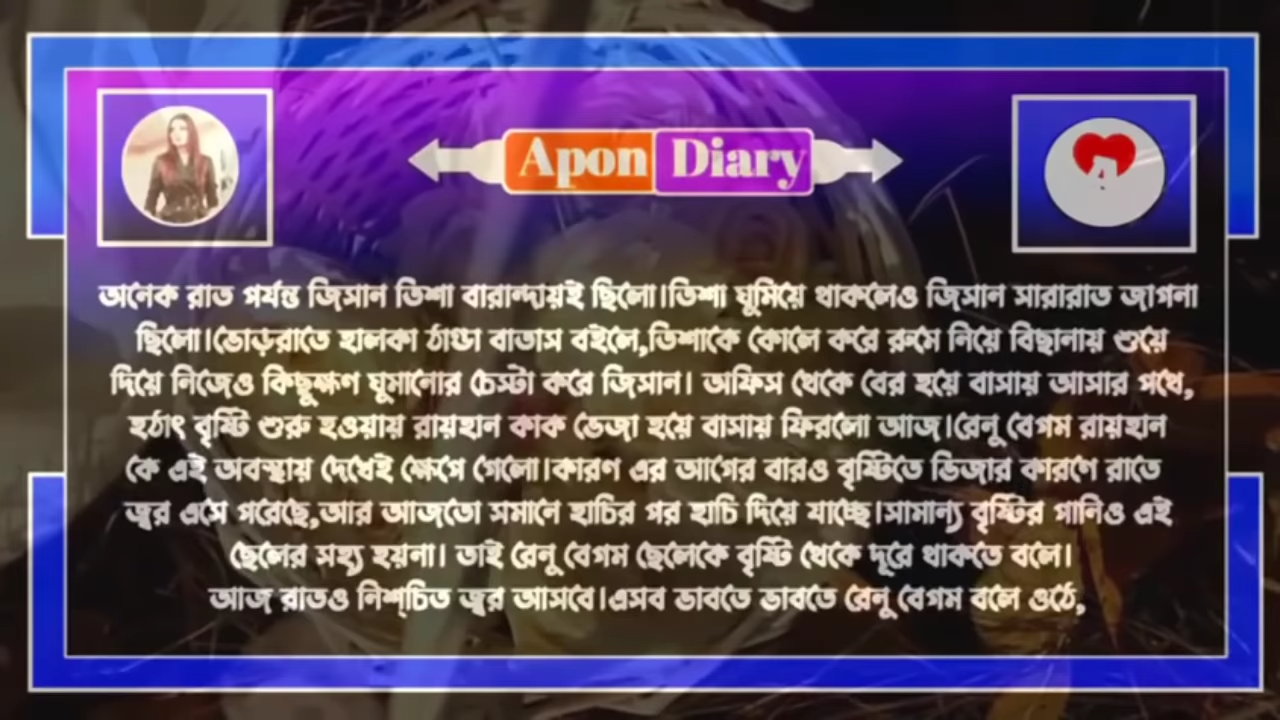 Apon Diary
A
অনেক রাত পর্যন্ত জিসান তিশা বারান্দায়ই ছিলো।তিশা ঘুমিয়ে থাকলেও জিসান সারারাত জাগনা
ছিলো।ভোড়রাতে হালকা ঠাণ্ডা বাতাস বইলে,তিশাকে কোলে করে রুমে নিয়ে বিছানায় শুয়ে
দিয়ে নিজেও কিছুক্ষণ ঘুমানোর চেস্টা করে জিসান। অফিস থেকে বের হয়ে বাসায় আসার পথে,
হঠাৎ বৃষ্টি শুরু হওয়ায় রায়হান কাক ভেজা হয়ে বাসায় ফিরলো আজ।রেনু বেগম রায়হান
কে এই অবস্থায় দেখেই ক্ষেপে গেলো।কারণ এর আগের বারও বৃষ্টিতে ভিজার কারণে রাতে
জ্বর এসে পরেছে,আর আজতো সমানে হাচির পর হাচি দিয়ে যাচ্ছে।সামান্য বৃষ্টির পানিও এই
ছেলের সহ্য হয়না। তাই রেনু বেগম ছেলেকে বৃষ্টি থেকে দূরে থাকতে বলে।
আজ রাতও নিশ্চিত জ্বর আসবে।এসব ভাবতে ভাবতে রেনু বেগম বলে ওঠে,